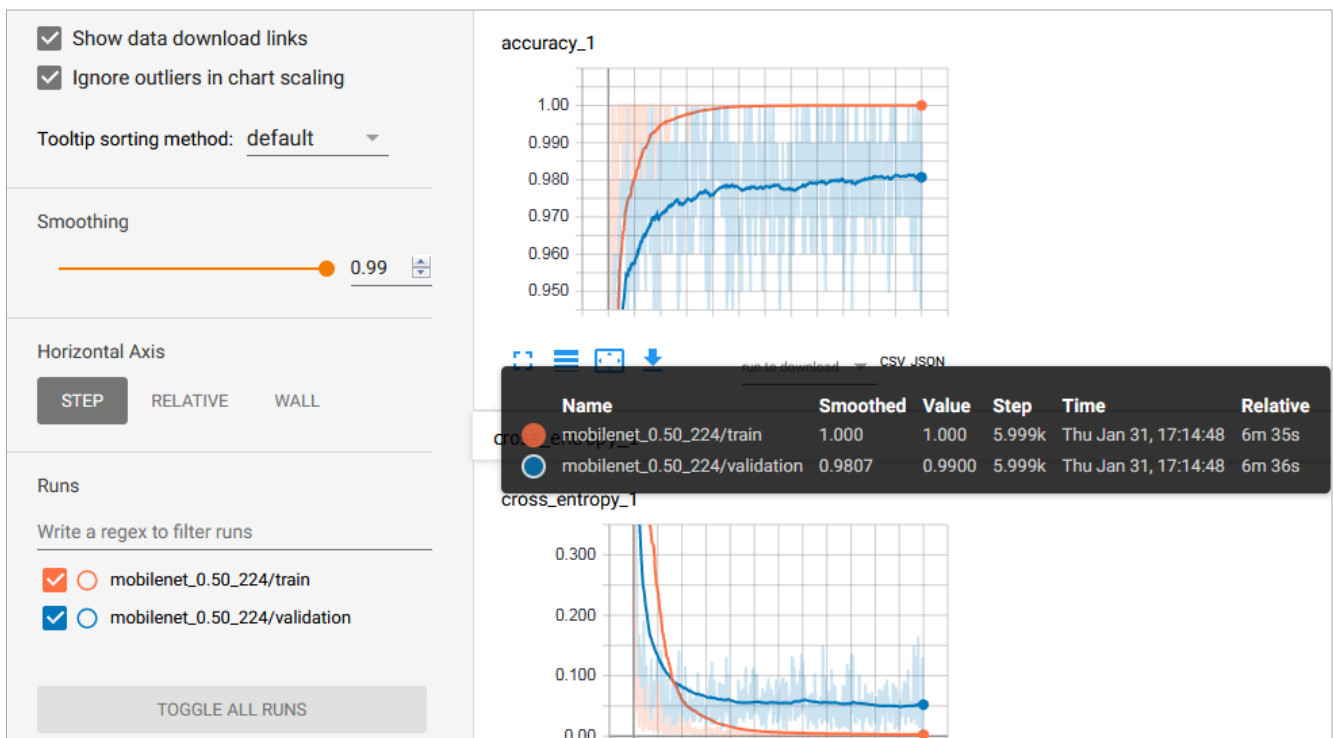 Show data download links
Ignore outliers in chart scaling
Tooltip sorting method: default
Smoothing
0.99
Horizontal Axis
STEP RELATIVE WALL
Runs
Write a regex to filter runs
mobilenet_0.50_224/train
mobilenet_0.50_224/validation
TOGGLE ALL RUNS
accuracy_1
1.00
0.990
0.980
0.970
0.960
0.950
run to download CSV JSON
Name Smoothed Value Step Time Relative
mobilenet_0.50_224/train 1.000 1.000 5.999k Thu Jan 31, 17:14:48 6m 35s
mobilenet_0.50_224/validation 0.9807 0.9900 5.999k Thu Jan 31, 17:14:48 6m 36s
cross_entropy_1
cross_entropy_1
0.300
0.200
0.100
0.00